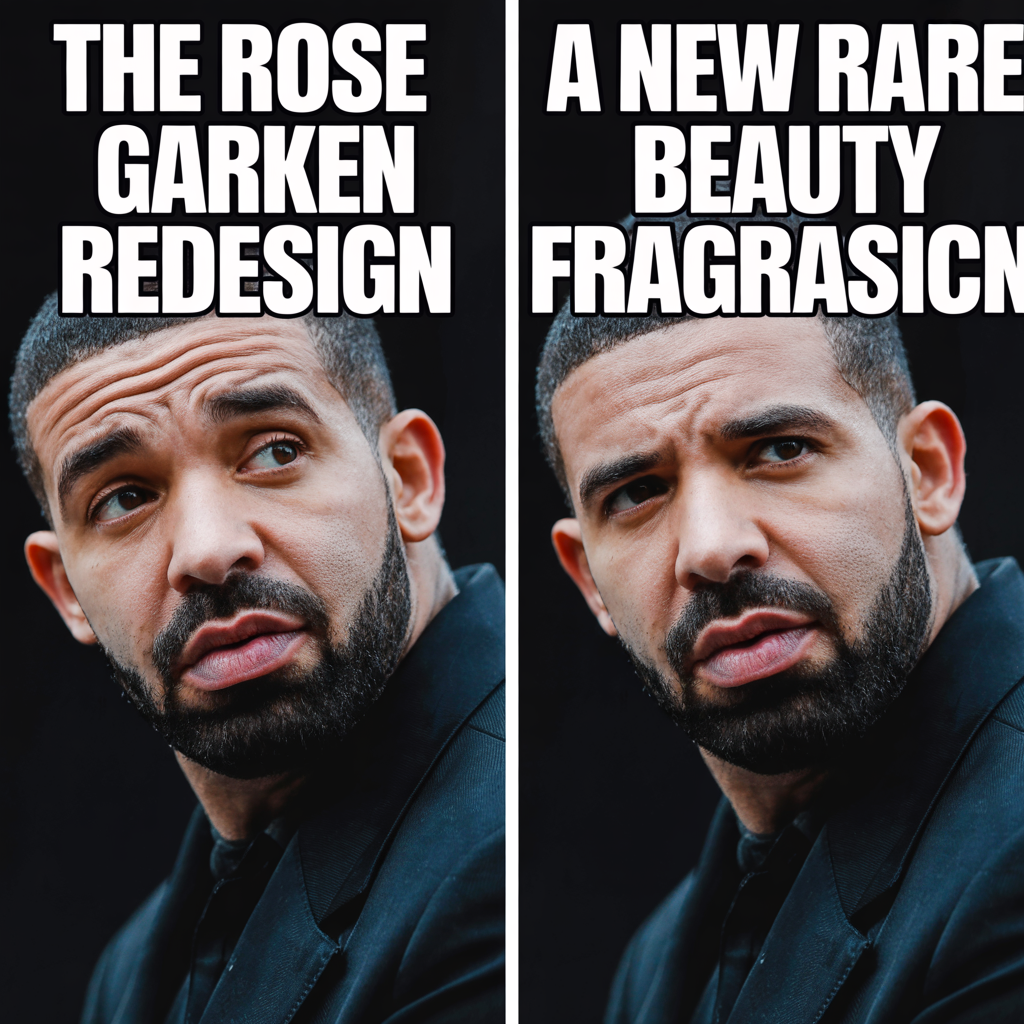 THE ROSE
GARKEN
REDESIGN
A NEW RARE
BEAUTY
FRAGRASICN